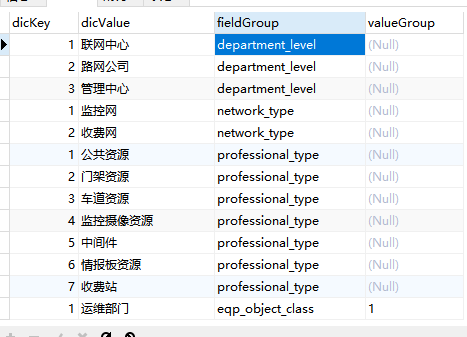 dicKey dicValue fieldGroup valueGroup
1 联网中心 department_level (Null)
2 路网公司 department_level (Null)
3 管理中心 department_level (Null)
1 监控网 network_type (Null)
2 收费网 network_type (Null)
1 公共资源 professional_type (Null)
2 门架资源 professional_type (Null)
3 车道资源 professional_type (Null)
4 监控摄像资源 professional_type (Null)
5 中间件 professional_type (Null)
6 情报板资源 professional_type (Null)
7 收费站 professional_type (Null)
1 运维部门 eqp_object_class 1